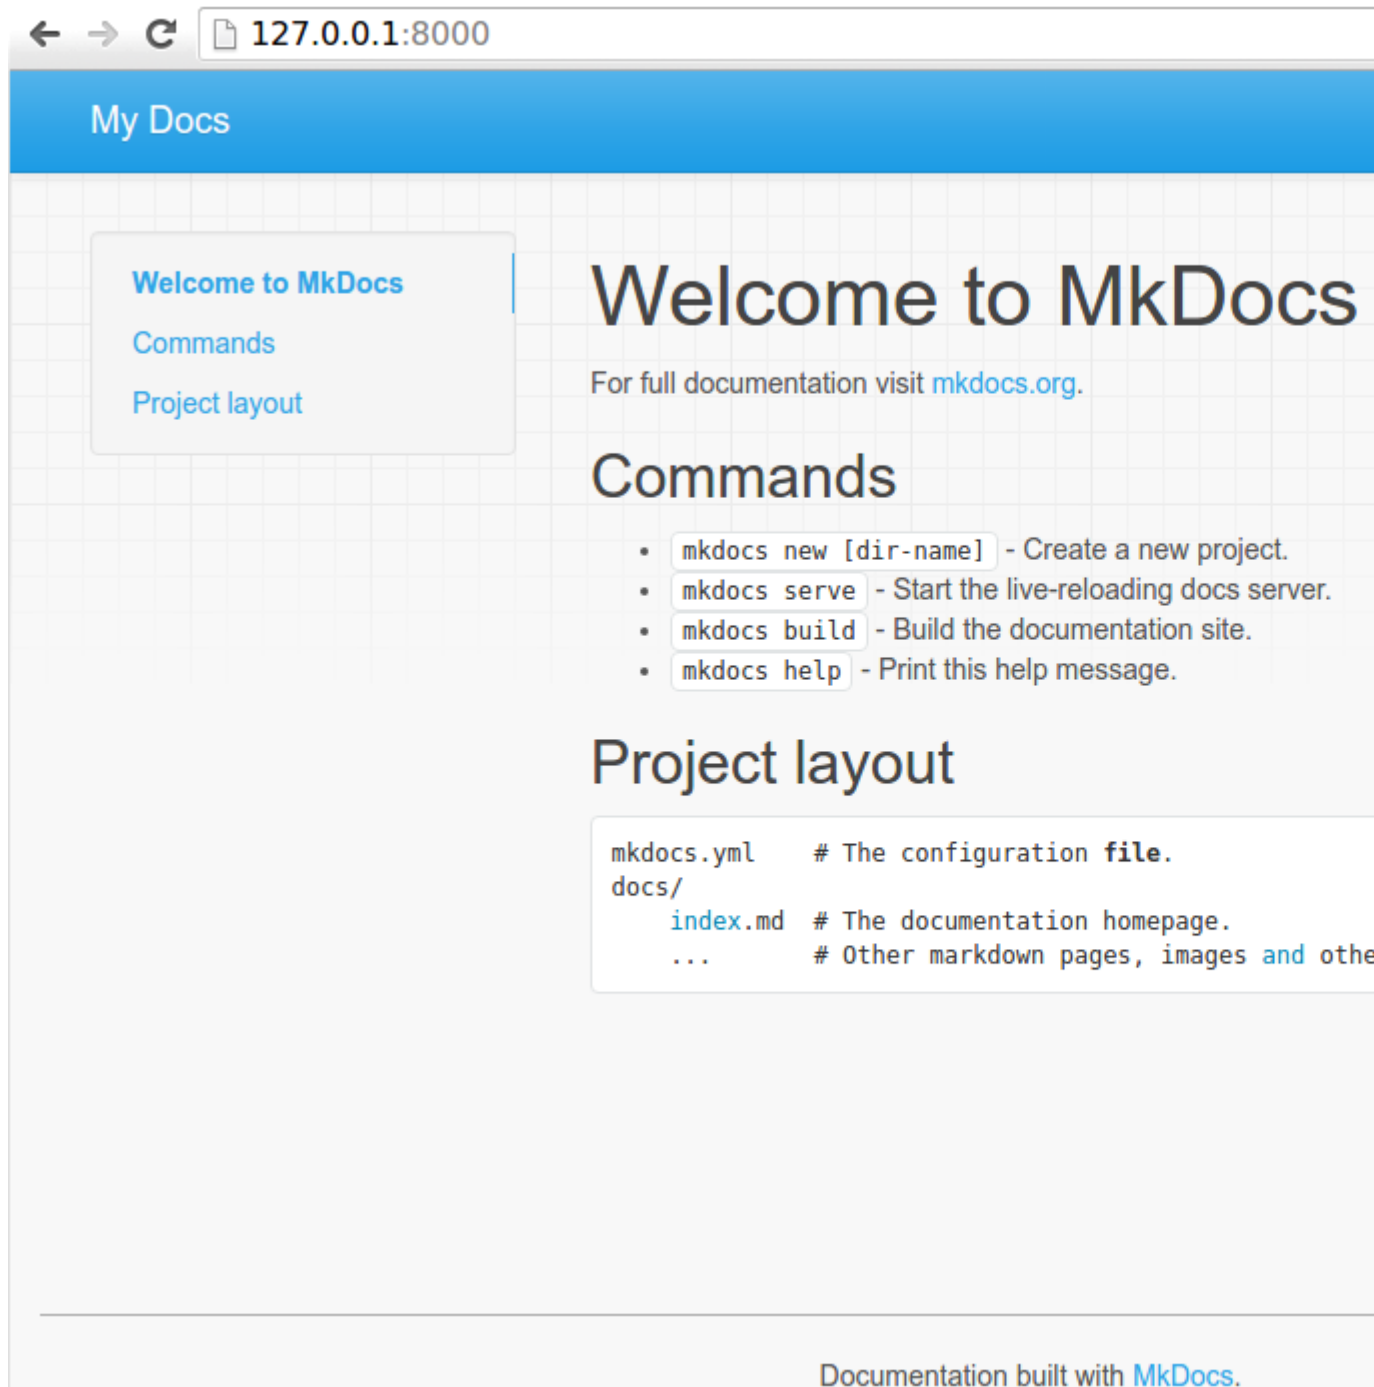 127.0.0.1:8000
My Docs
Welcome to MkDocs
Commands
Project layout
Welcome to MkDocs
For full documentation visit mkdocs.org.
Commands
mkdocs new [dir-name] - Create a new project.
mkdocs serve - Start the live-reloading docs server.
mkdocs build - Build the documentation site.
mkdocs help - Print this help message.
Project layout
mkdocs.yml    # The configuration file.
docs/
    index.md  # The documentation homepage.
    ...       # Other markdown pages, images and othe
Documentation built with MkDocs.